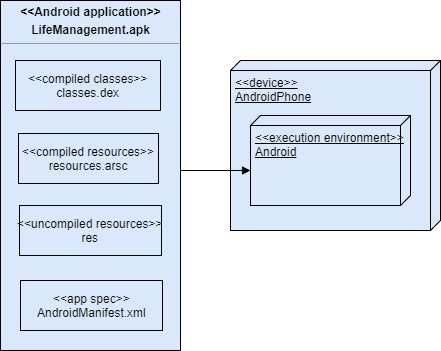 <<Android application>>
LifeManagement.apk
<<compiled classes>>
classes.dex
<<compiled resources>>
resources.arsc
<<uncompiled resources>>
res
<<app spec>>
AndroidManifest.xml
<<device>>
AndroidPhone
<<execution environment>>
Android